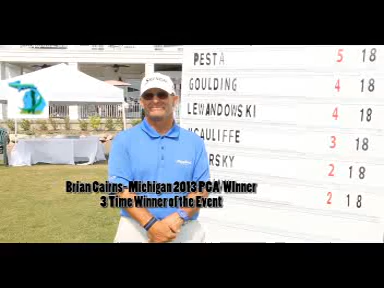 PESTA 5 18
GOULDING 4 18
LEWANDOWSKI 4 18
CAULIFFE 3 18
RSKY 2 18
2 18
Brian Cairns - Michigan 2013 PGA Winner
3 Time Winner of the Event